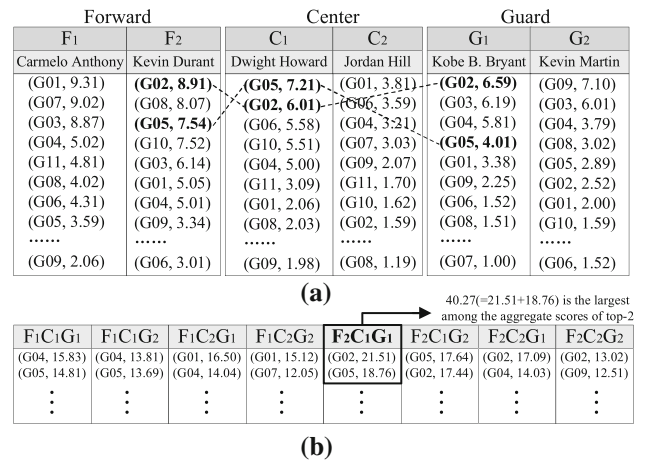 Forward Center Guard
F1 F2 C1 C2 G1 G2
Carmelo Anthony Kevin Durant Dwight Howard Jordan Hill Kobe B. Bryant Kevin Martin
(G01, 9.31) (G02, 8.91) (G05, 7.21) (G01, 3.81) (G02, 6.59) (G09, 7.10)
(G07, 9.02) (G08, 8.07) (G02, 6.01) (G06, 3.59) (G03, 6.19) (G03, 6.01)
(G03, 8.87) (G05, 7.54) (G06, 5.58) (G04, 3.21) (G04, 5.81) (G04, 3.79)
(G04, 5.02) (G10, 7.52) (G10, 5.51) (G07, 3.03) (G05, 4.01) (G08, 3.02)
(G11, 4.81) (G03, 6.14) (G04, 5.00) (G09, 2.07) (G01, 3.38) (G05, 2.89)
(G08, 4.02) (G01, 5.05) (G11, 3.09) (G11, 1.70) (G09, 2.25) (G02, 2.52)
(G06, 4.31) (G04, 5.01) (G01, 2.06) (G10, 1.62) (G06, 1.52) (G01, 2.00)
(G05, 3.59) (G09, 3.34) (G08, 2.03) (G02, 1.59) (G08, 1.51) (G10, 1.59)
...... ...... ...... ...... ...... ......
(G09, 2.06) (G06, 3.01) (G09, 1.98) (G08, 1.19) (G07, 1.00) (G06, 1.52)
(a)
40.27(=21.51+18.76) is the largest
among the aggregate scores of top-2
F1C1G1 F1C1G2 F1C2G1 F1C2G2 F2C1G1 F2C1G2 F2C2G1 F2C2G2
(G04, 15.83) (G04, 13.81) (G01, 16.50) (G01, 15.12) (G02, 21.51) (G05, 17.64) (G02, 17.09) (G02, 13.02)
(G05, 14.81) (G05, 13.69) (G04, 14.04) (G07, 12.05) (G05, 18.76) (G02, 17.44) (G04, 14.03) (G09, 12.51)
(b)